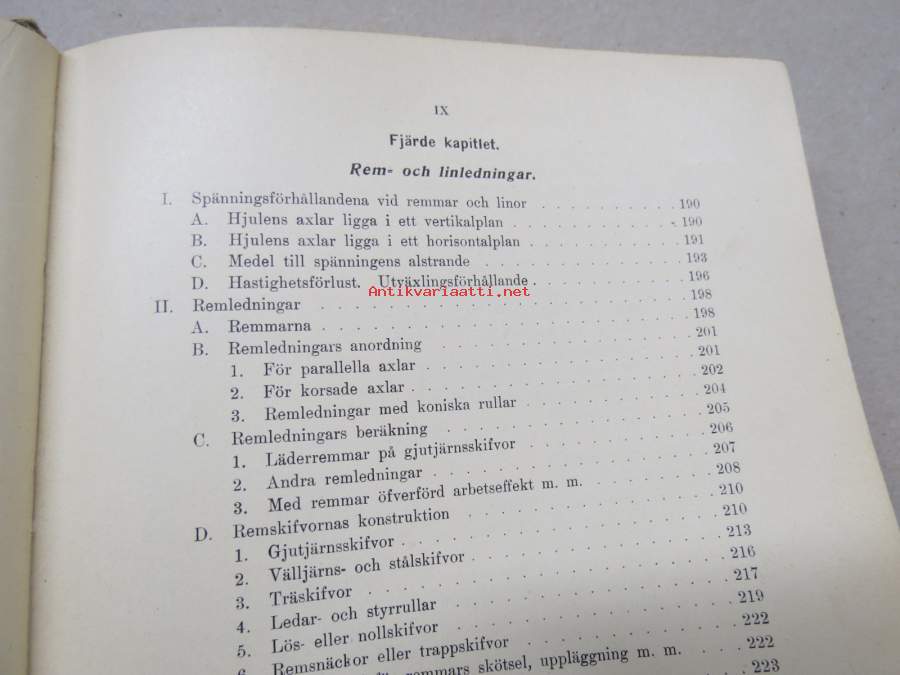 IX
Fjärde kapitlet.
Rem- och linledningar.
I. Spänningsförhållandena vid remmar och linor . . . . . . . . . . 190
A. Hjulens axlar ligga i ett vertikalplan . . . . . . . . . . . 190
B. Hjulens axlar ligga i ett horisontalplan . . . . . . . . . . 191
C. Medel till spänningens alstrande . . . . . . . . . . . . 193
D. Hastighetsförlust. Utväxlingsförhållande . . . . . . . . . . 196
Antikvariaatti.net
II. Remledningar . . . . . . . . . . . . . . . . . . . . 198
A. Remmarna . . . . . . . . . . . . . . . . . . . . 198
B. Remledningars anordning . . . . . . . . . . . . . . . 201
1. För parallella axlar . . . . . . . . . . . . . . . . 201
2. För korsade axlar . . . . . . . . . . . . . . . . 202
3. Remledningar med koniska rullar . . . . . . . . . . 204
C. Remledningars beräkning . . . . . . . . . . . . . . . 205
1. Läderremmar på gjutjärnsskifvor . . . . . . . . . . 206
2. Andra remledningar . . . . . . . . . . . . . . . 207
3. Med remmar öfverförd arbetseffekt m. m. . . . . . . . 208
D. Remskifvornas konstruktion . . . . . . . . . . . . . . 210
1. Gjutjärnsskifvor . . . . . . . . . . . . . . . . . 210
2. Välljärns- och stålskifvor . . . . . . . . . . . . . 213
3. Träskifvor . . . . . . . . . . . . . . . . . . . 216
4. Ledar- och styrrullar . . . . . . . . . . . . . . . 217
5. Lös- eller nollskifvor . . . . . . . . . . . . . . . 219
6. Remsnäckor eller trappskifvor . . . . . . . . . . . 222
remmars skötsel, uppläggning m. m. . . . . 222
223